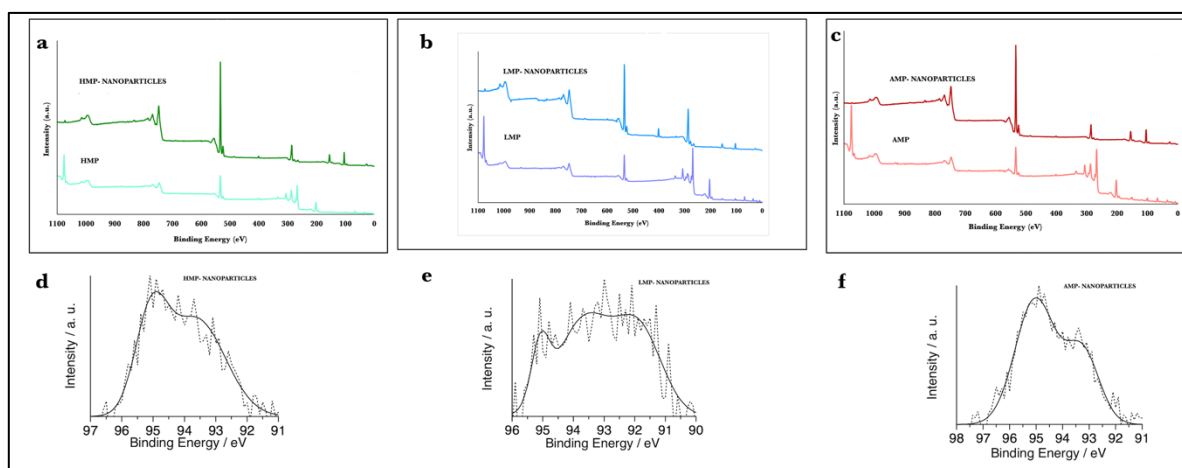 a
HMP- NANOPARTICLES
HMP
Intensity (a.u.)
1100 1000 900 800 700 600 500 400 300 200 100 0
Binding Energy (eV)
b
LMP- NANOPARTICLES
LMP
Intensity (a.u.)
1100 1000 900 800 700 600 500 400 300 200 100 0
Binding Energy (eV)
c
AMP- NANOPARTICLES
AMP
Intensity (a.u.)
1100 1000 900 800 700 600 500 400 300 200 100 0
Binding Energy (eV)
d
HMP- NANOPARTICLES
Intensity / a. u.
97 96 95 94 93 92 91
Binding Energy / eV
e
LMP- NANOPARTICLES
Intensity / a. u.
96 95 94 93 92 91 90
Binding Energy / eV
f
AMP- NANOPARTICLES
Intensity / a. u.
98 97 96 95 94 93 92 91
Binding Energy / eV